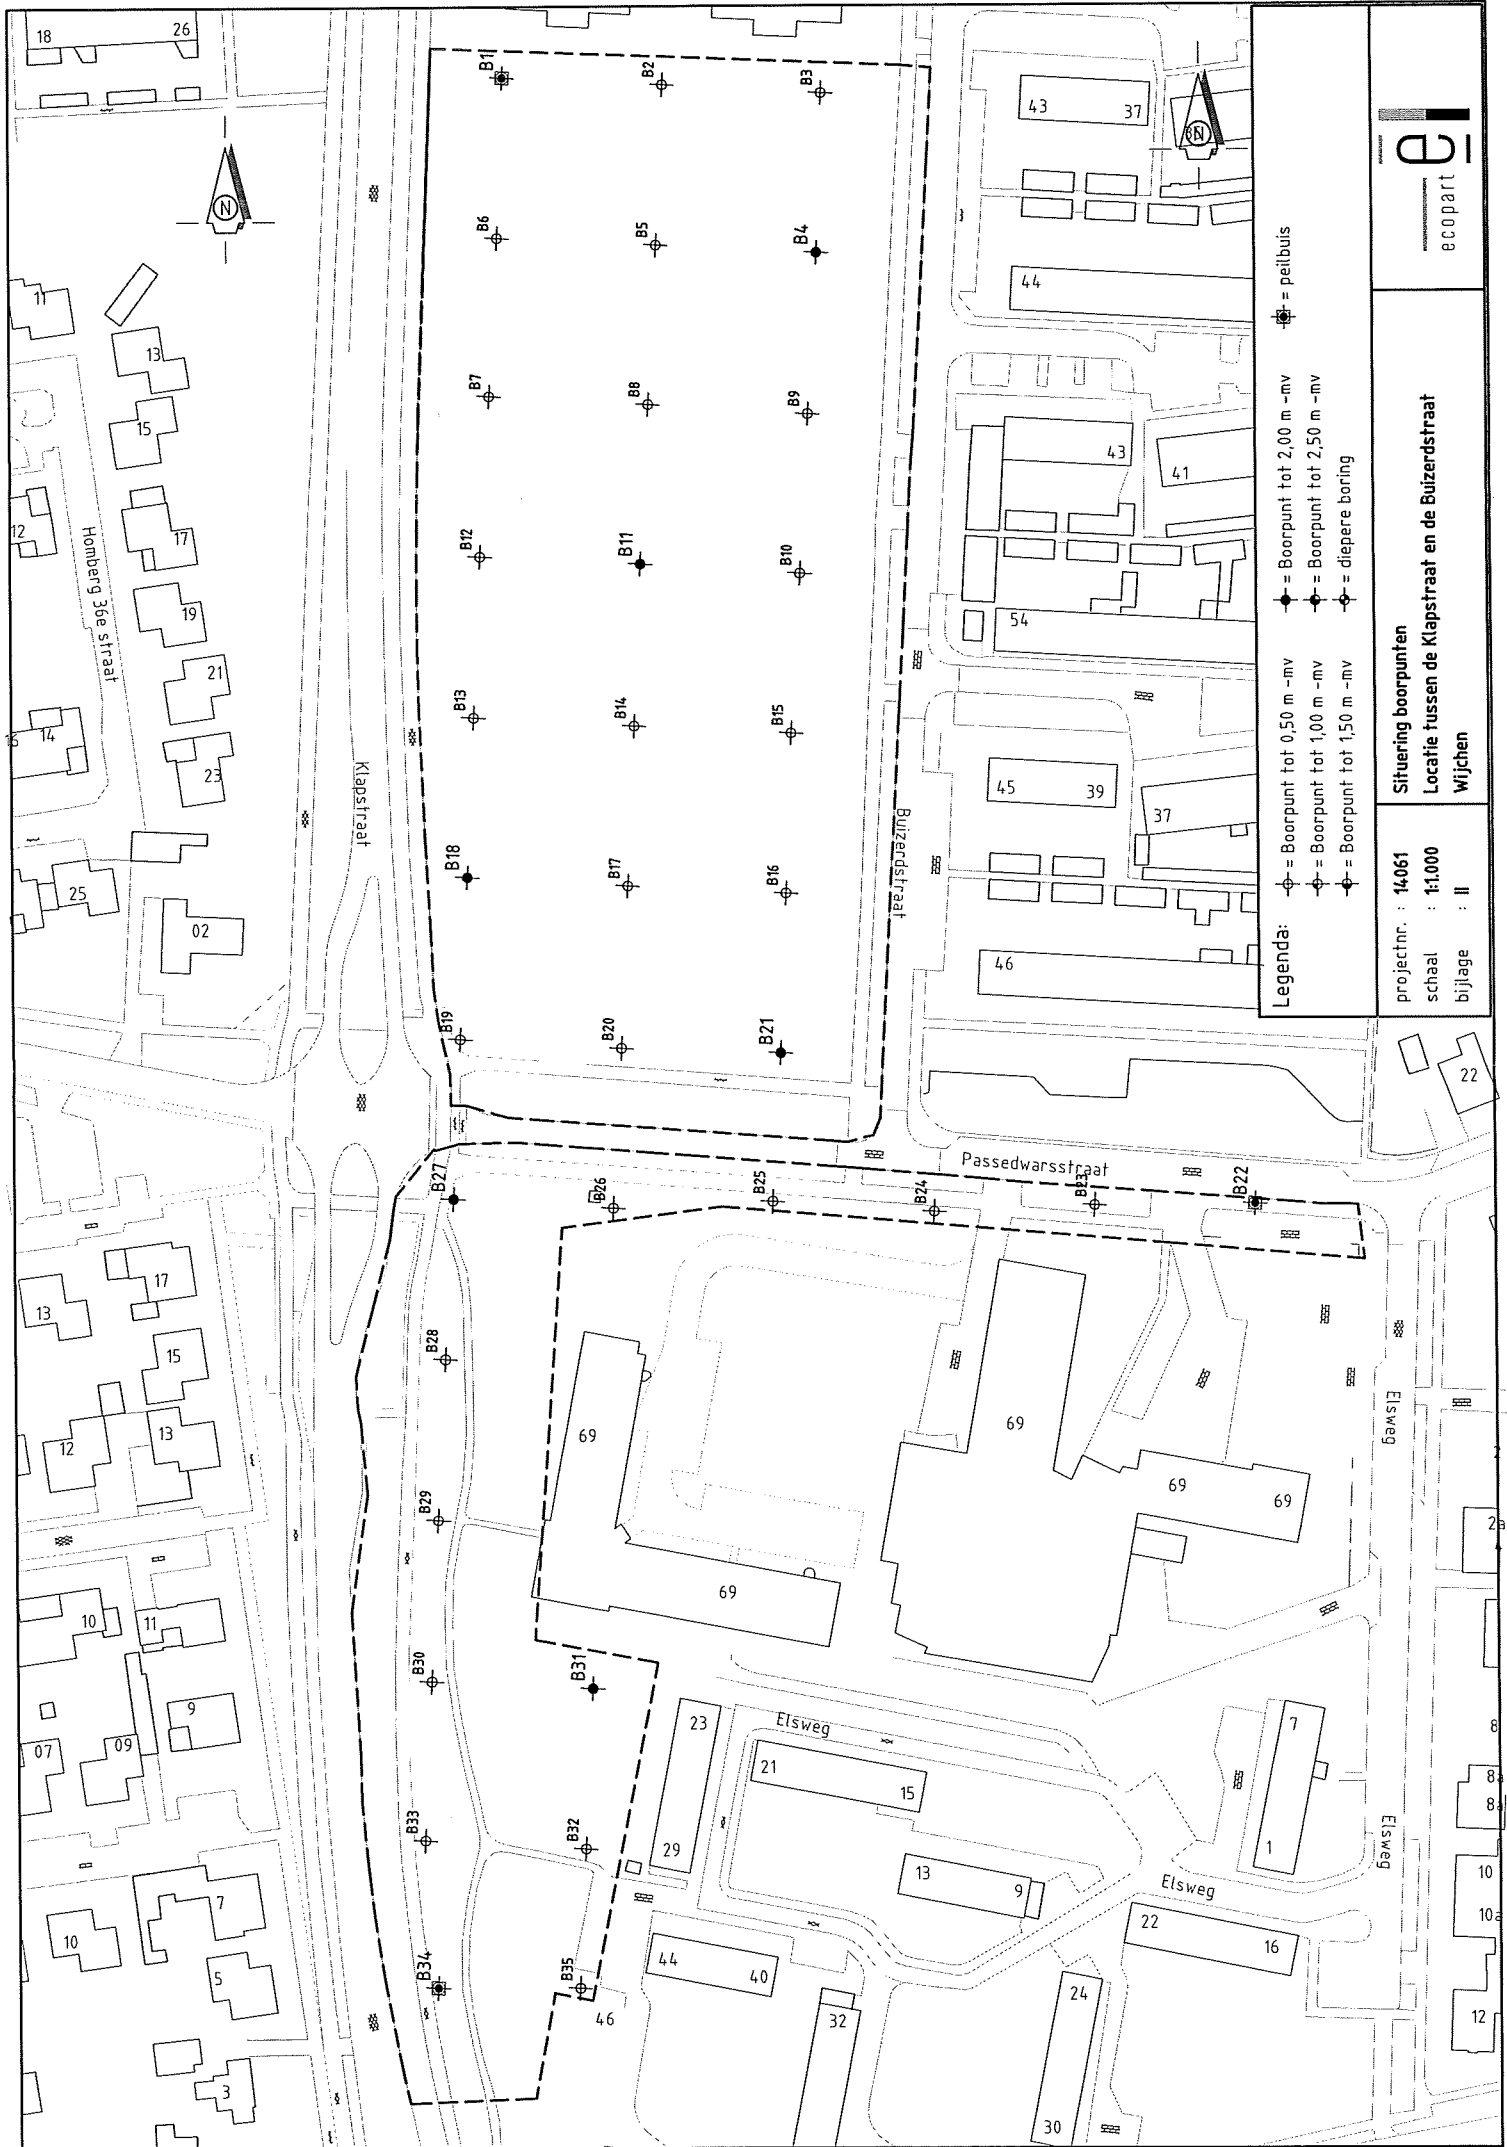 18
26
B1
B2
B3
43
37
N
N
B6
B5
B4
44
11
13
B7
B8
B9
15
43
41
12
17
Homberg 36e straat
B12
B11
B10
19
54
21
B13
B14
B15
14
23
Klapstraat
45
39
37
Buizerdstraat
25
B18
B17
B16
02
46
B19
B20
B21
22
Passedwarsstraat
B27
B26
B25
B24
B23
B22
17
13
B28
15
69
69
Elsweg
12
13
69
69
B29
2a
69
10
11
B30
B31
9
23
Elsweg
7
07
09
21
15
8
8a
B33
B32
29
1
Elsweg
13
9
Elsweg
10
7
10
22
16
10a
44
40
5
B34
B35
46
32
24
12
3
30
Legenda:
= Boorpunt tot 0,50 m -mv
= Boorpunt tot 1,00 m -mv
= Boorpunt tot 1,50 m -mv
= Boorpunt tot 2,00 m -mv
= Boorpunt tot 2,50 m -mv
= diepere boring
= peilbuis
projectnr. : 14061
schaal : 1:1.000
bijlage : II
Situering boorpunten
Locatie tussen de Klapstraat en de Buizerdstraat
Wijchen
ecopart